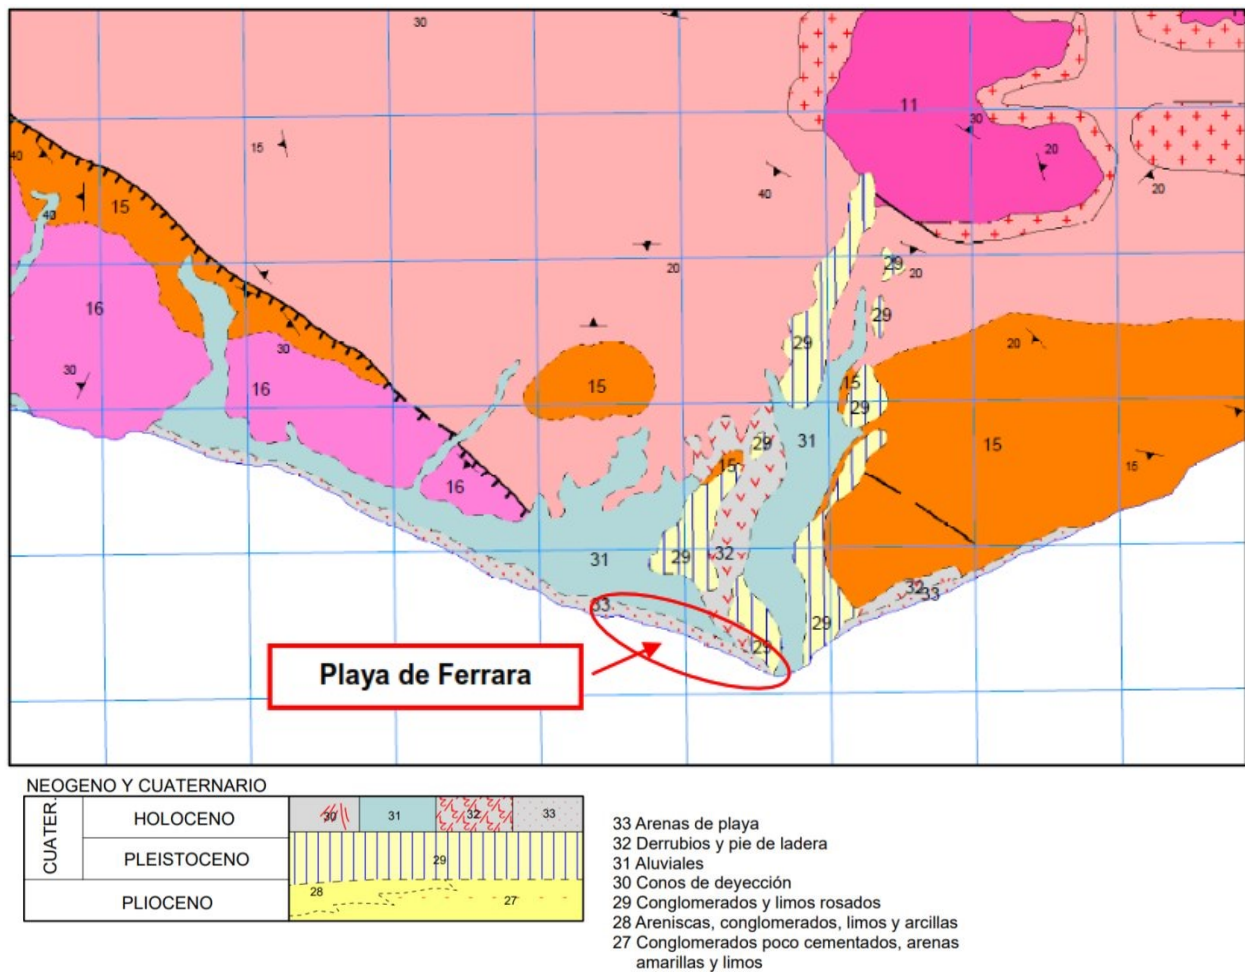 30
11
30
15
20
40
40
20
15
40
20
29
20
16
29
20
29
30
30
16
15
15
29
31
29
15
15
15
16
29
31
32
32
33
33
29
29
Playa de Ferrara
NEOGENO Y CUATERNARIO
CUATER.
HOLOCENO
30 31 32 33
PLEISTOCENO
29
PLIOCENO
28
27
33 Arenas de playa
32 Derrubios y pie de ladera
31 Aluviales
30 Conos de deyección
29 Conglomerados y limos rosados
28 Areniscas, conglomerados, limos y arcillas
27 Conglomerados poco cementados, arenas
amarillas y limos